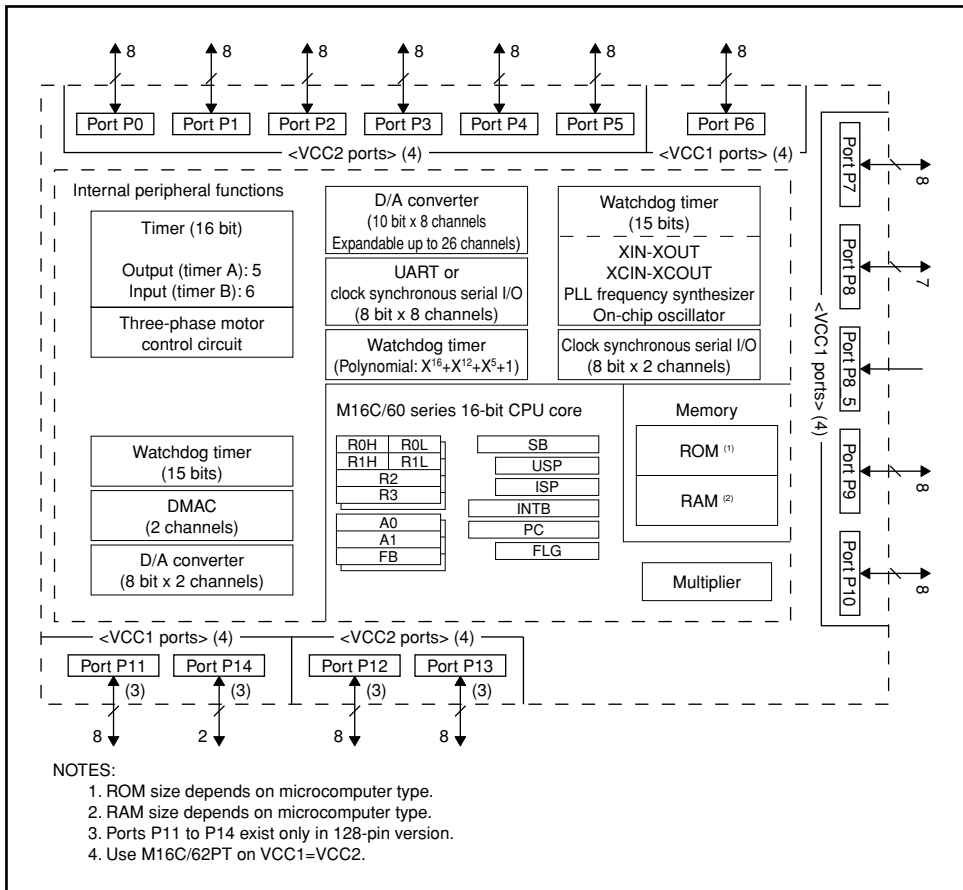 8 8 8 8 8 8 8
Port P0 Port P1 Port P2 Port P3 Port P4 Port P5 Port P6
<VCC2 ports> (4) <VCC1 ports> (4)
Internal peripheral functions
Timer (16 bit)
Output (timer A): 5
Input (timer B): 6
Three-phase motor
control circuit
D/A converter
(10 bit x 8 channels
Expandable up to 26 channels)
UART or
clock synchronous serial I/O
(8 bit x 8 channels)
Watchdog timer
(Polynomial: X¹⁶+X¹²+X⁵+1)
Watchdog timer
(15 bits)
XIN-XOUT
XCIN-XCOUT
PLL frequency synthesizer
On-chip oscillator
Clock synchronous serial I/O
(8 bit x 2 channels)
Watchdog timer
(15 bits)
DMAC
(2 channels)
D/A converter
(8 bit x 2 channels)
M16C/60 series 16-bit CPU core
R0H R0L
R1H R1L
R2
R3
A0
A1
FB
SB
USP
ISP
INTB
PC
FLG
Memory
ROM (1)
RAM (2)
Multiplier
<VCC1 ports> (4)
Port P7
8
Port P8
7
Port P8_5
Port P9
8
Port P10
8
<VCC1 ports> (4) <VCC2 ports> (4)
Port P11 Port P14 Port P12 Port P13
(3) (3) (3) (3)
8 2 8 8
NOTES:
1. ROM size depends on microcomputer type.
2. RAM size depends on microcomputer type.
3. Ports P11 to P14 exist only in 128-pin version.
4. Use M16C/62PT on VCC1=VCC2.